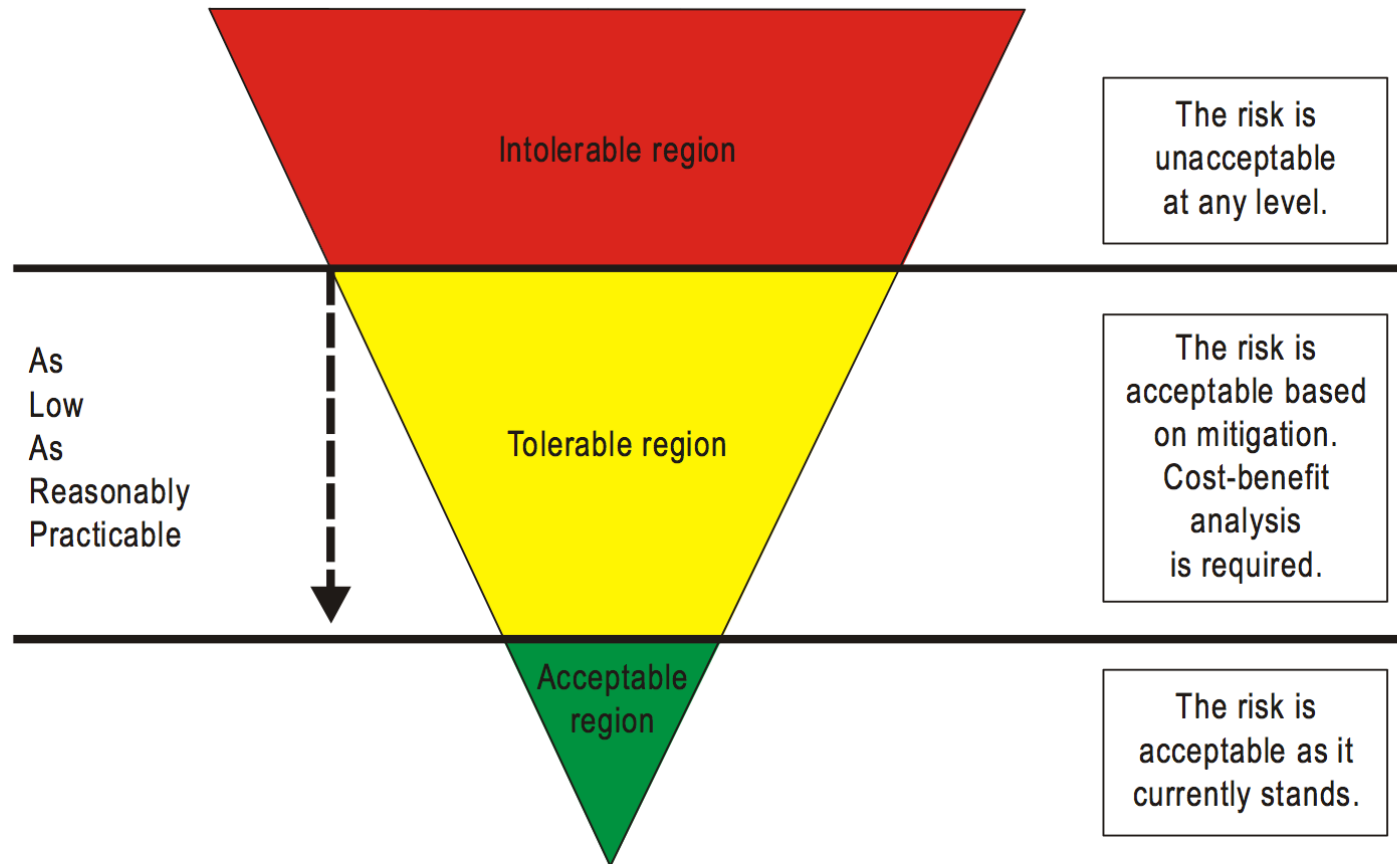 Intolerable region
The risk is
unacceptable
at any level.
As
Low
As
Reasonably
Practicable
Tolerable region
The risk is
acceptable based
on mitigation.
Cost-benefit
analysis
is required.
Acceptable
region
The risk is
acceptable as it
currently stands.